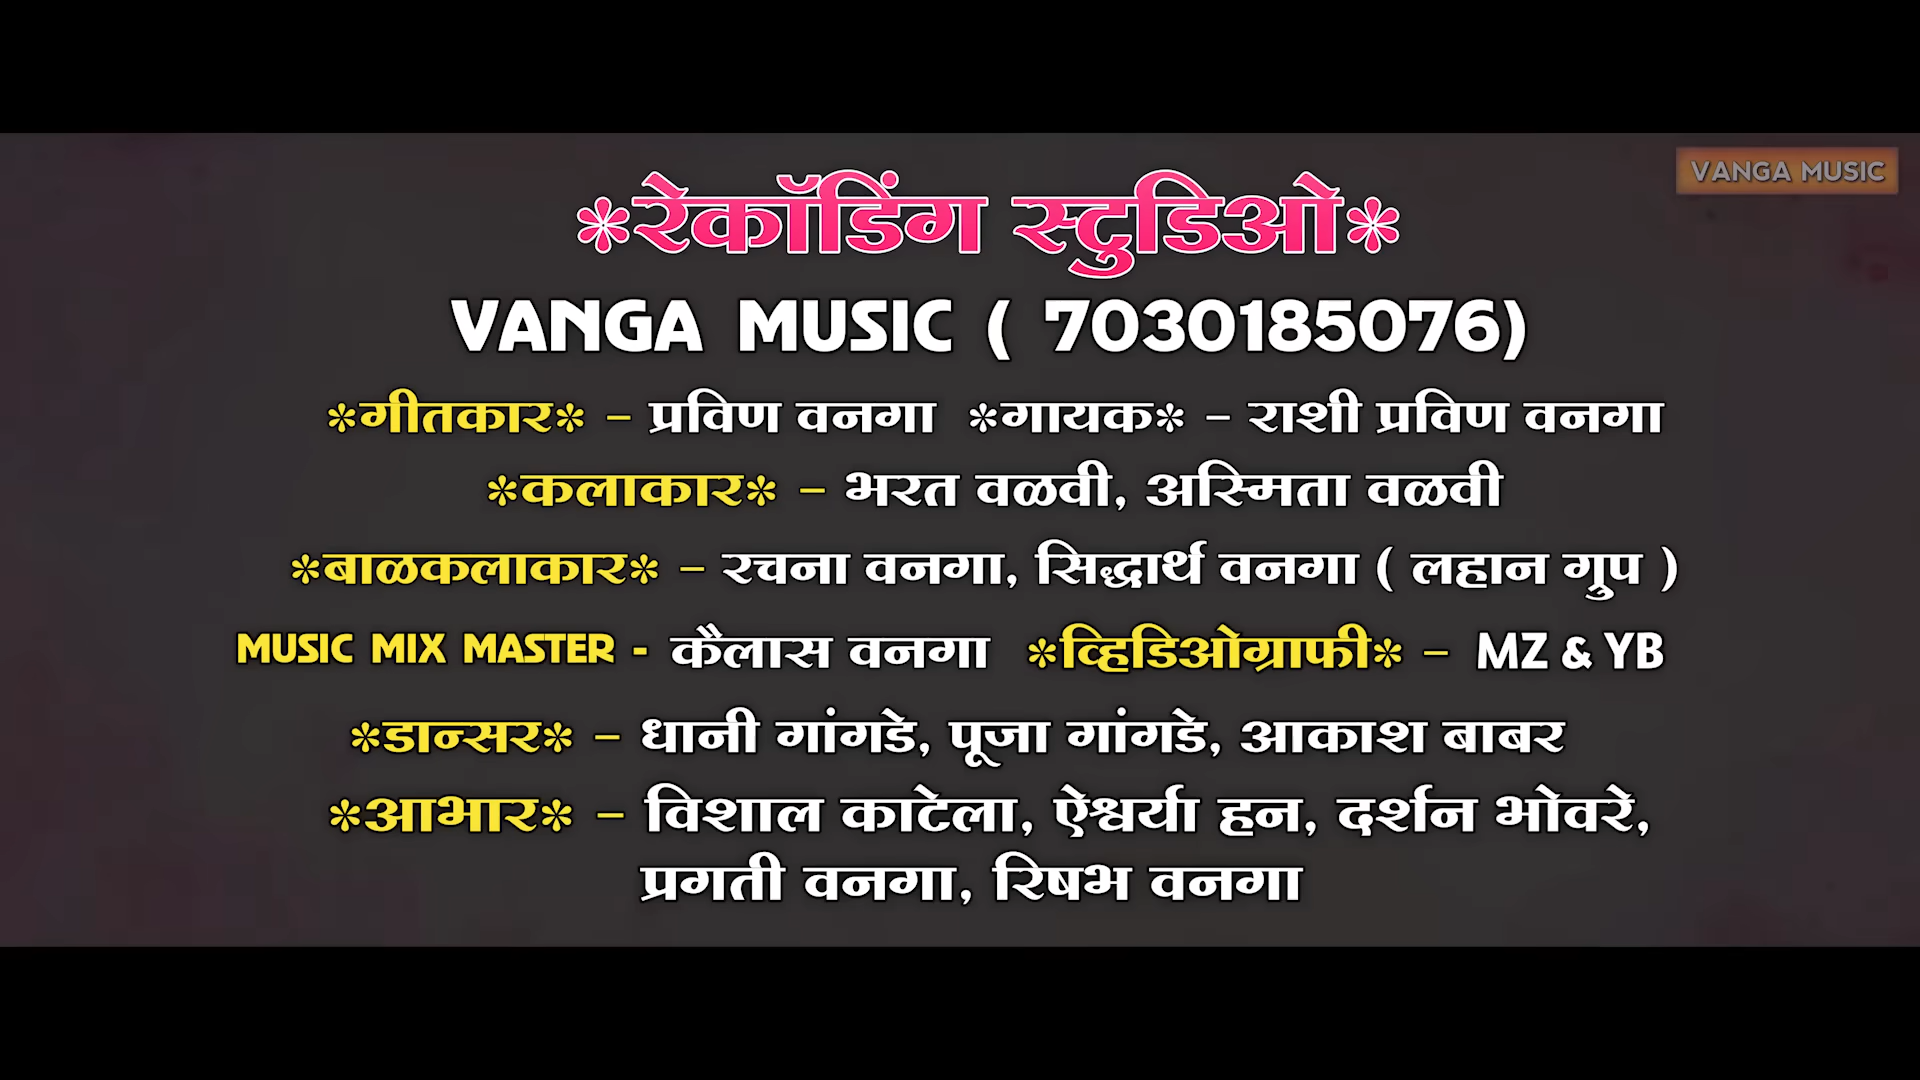 VANGA MUSIC
*रेकॉडिंग स्टुडिओ*
VANGA MUSIC ( 7030185076)
*गीतकार* – प्रविण वनगा *गायक* – राशी प्रविण वनगा
*कलाकार* – भरत वळवी, अस्मिता वळवी
*बाळकलाकार* – रचना वनगा, सिद्धार्थ वनगा ( लहान ग्रुप )
MUSIC MIX MASTER - कैलास वनगा *व्हिडिओग्राफी* – MZ & YB
*डान्सर* – धानी गांगडे, पूजा गांगडे, आकाश बाबर
*आभार* – विशाल काटेला, ऐश्वर्या हन, दर्शन भोवरे,
प्रगती वनगा, रिषभ वनगा